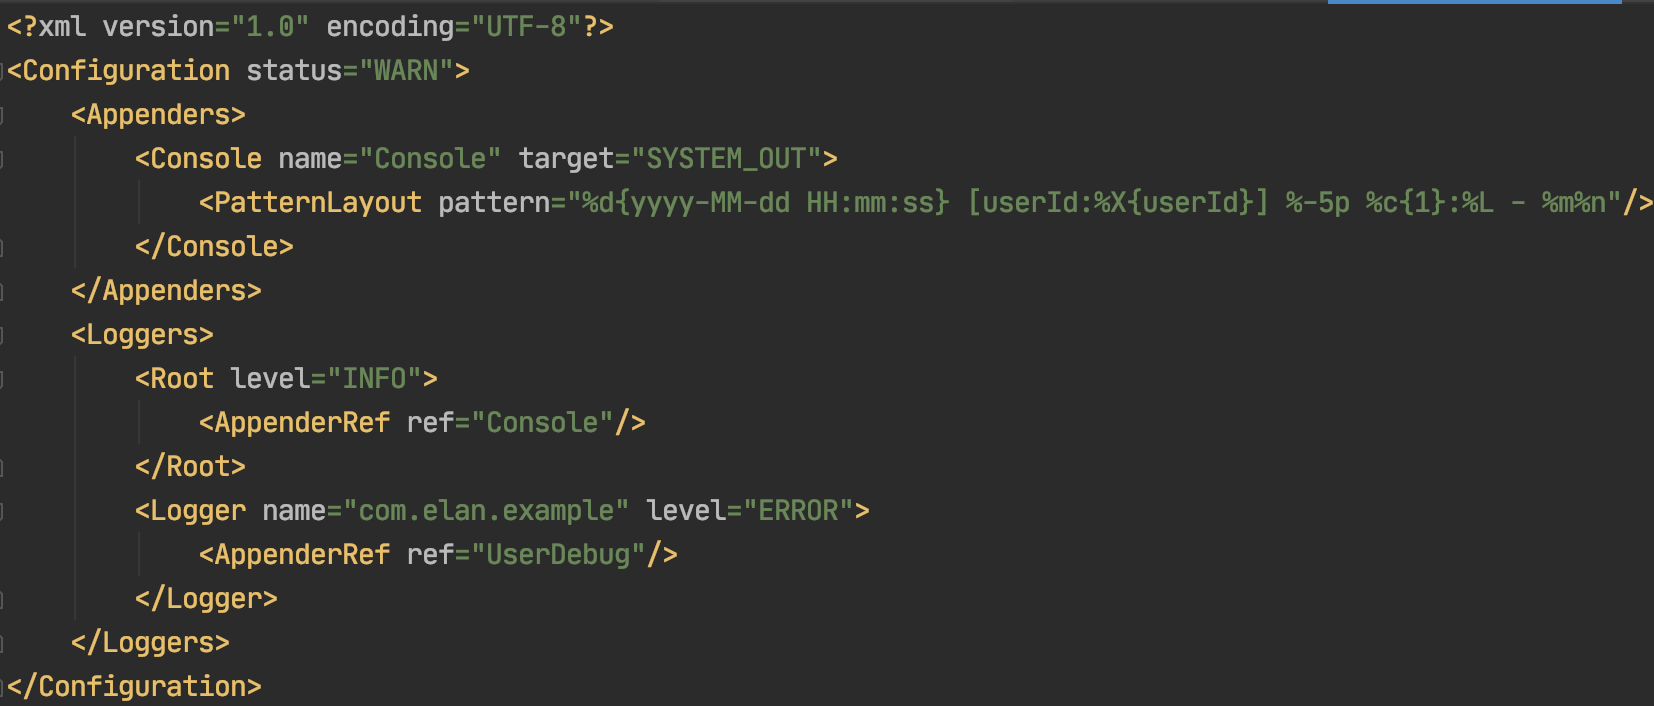 <?xml version="1.0" encoding="UTF-8"?>
<Configuration status="WARN">
    <Appenders>
        <Console name="Console" target="SYSTEM_OUT">
            <PatternLayout pattern="%d{yyyy-MM-dd HH:mm:ss} [userId:%X{userId}] %-5p %c{1}:%L - %m%n"/>
        </Console>
    </Appenders>
    <Loggers>
        <Root level="INFO">
            <AppenderRef ref="Console"/>
        </Root>
        <Logger name="com.elan.example" level="ERROR">
            <AppenderRef ref="UserDebug"/>
        </Logger>
    </Loggers>
</Configuration>